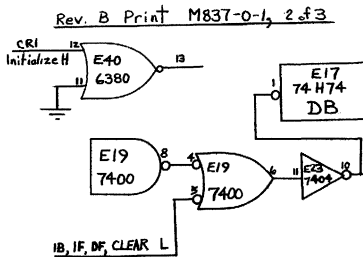 Rev. B Print M837-0-1, 2 of 3
CR1 12
Initialize H
11
E40
6380
13
1
E17
74H74
DB
E19
7400
8
4
5
E19
7400
6
11
E23
7404
10
IB, IF, DF, CLEAR L